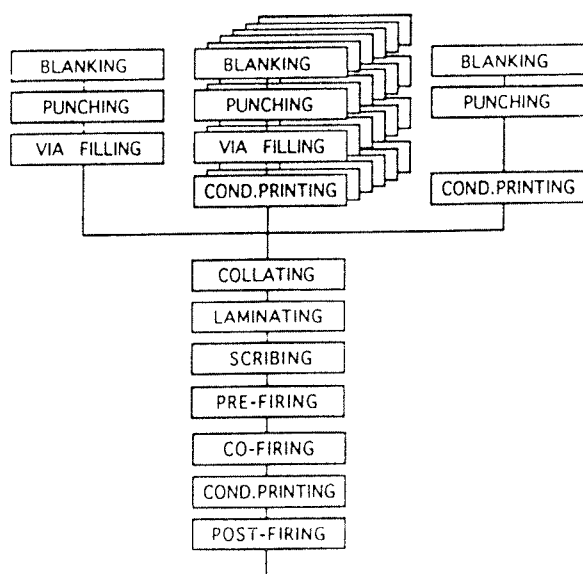 BLANKING
PUNCHING
VIA FILLING
BLANKING
PUNCHING
VIA FILLING
COND.PRINTING
BLANKING
PUNCHING
COND.PRINTING
COLLATING
LAMINATING
SCRIBING
PRE-FIRING
CO-FIRING
COND.PRINTING
POST-FIRING